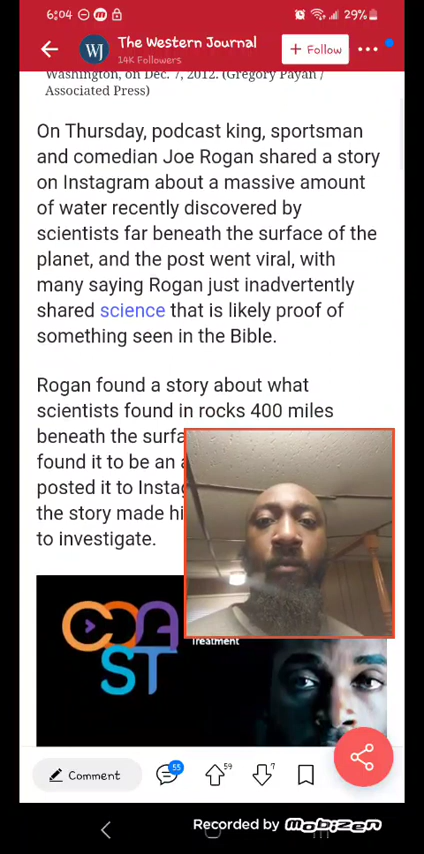 6:04 29%
The Western Journal
14K Followers
+ Follow
Washington, on Dec. 7, 2012. (Gregory Payan /
Associated Press)
On Thursday, podcast king, sportsman
and comedian Joe Rogan shared a story
on Instagram about a massive amount
of water recently discovered by
scientists far beneath the surface of the
planet, and the post went viral, with
many saying Rogan just inadvertently
shared science that is likely proof of
something seen in the Bible.
Rogan found a story about what
scientists found in rocks 400 miles
beneath the surfa
found it to be an
posted it to Insta
the story made hi
to investigate.
COA
ST
Treatment
Comment
55
59
7
Recorded by mobizen